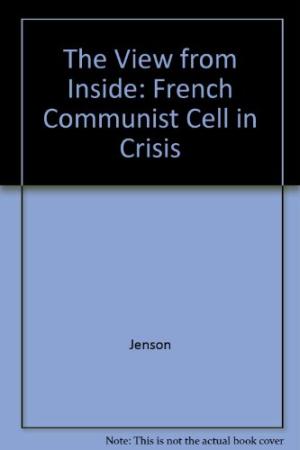 The View from
Inside: French
Communist Cell in
Crisis
Jenson
Note: This is not the actual book cover